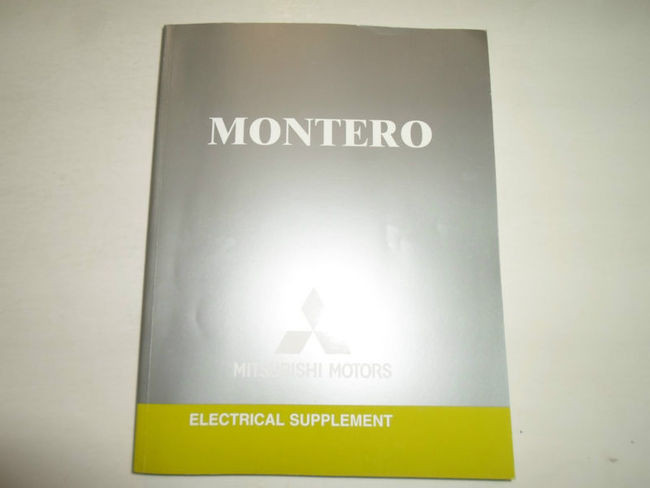 MONTERO
MITSUBISHI MOTORS
ELECTRICAL SUPPLEMENT